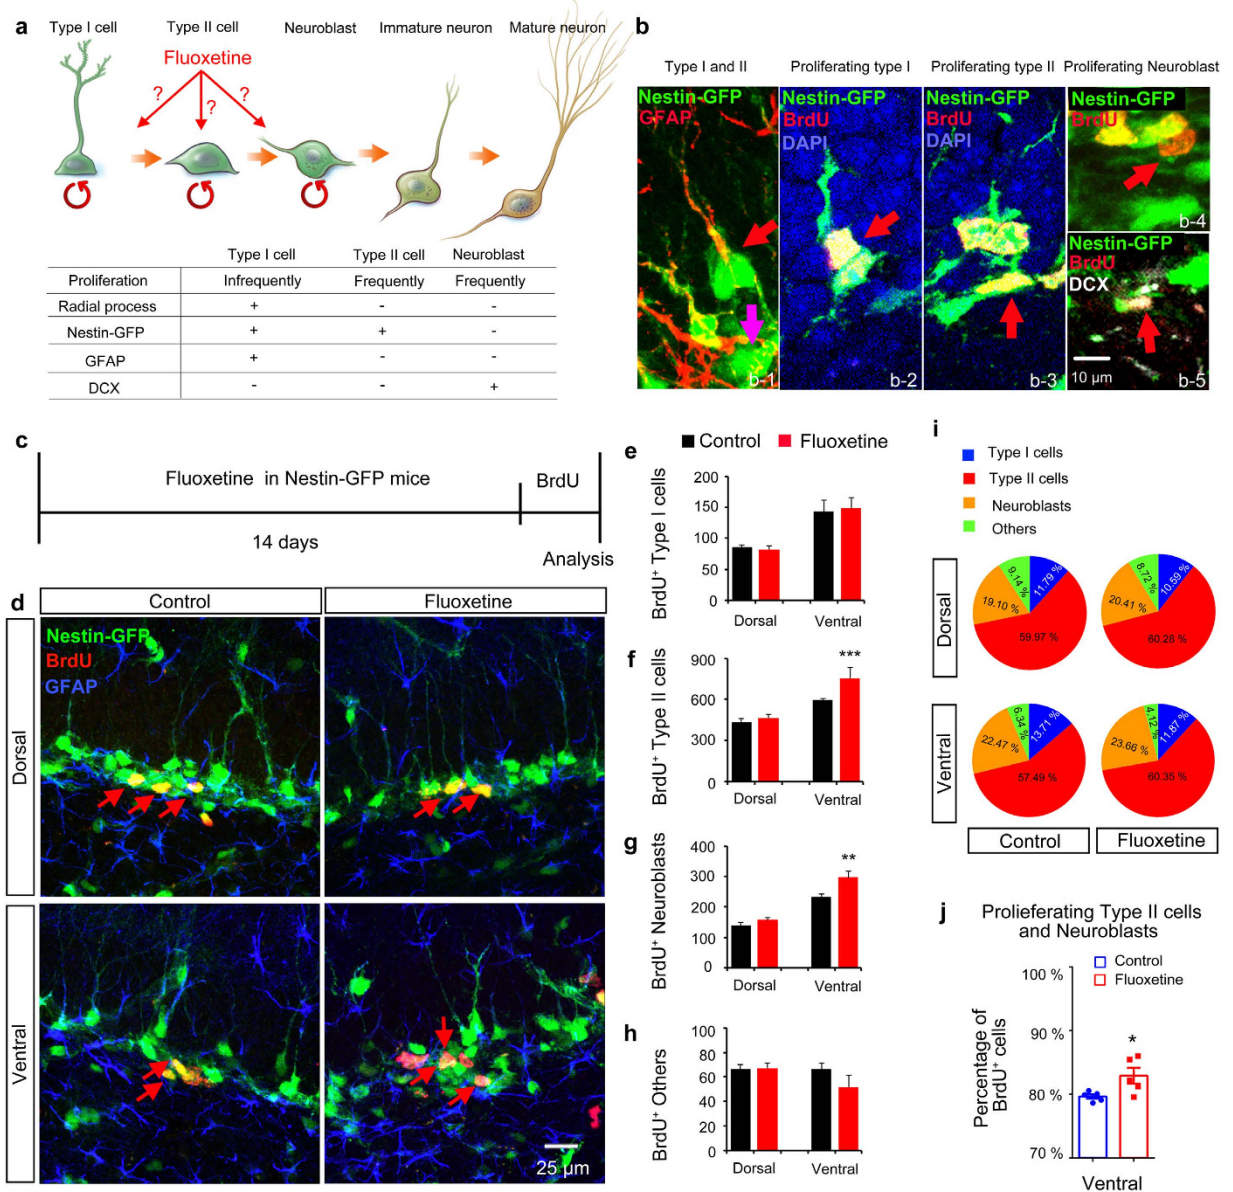 a
Type I cell
Type II cell
Neuroblast
Immature neuron
Mature neuron
Fluoxetine
?
?
?
Type I cell
Type II cell
Neuroblast
Proliferation
Infrequently
Frequently
Frequently
Radial process
+
-
-
Nestin-GFP
+
+
-
GFAP
+
-
-
DCX
-
-
+
b
Type I and II
Proliferating type I
Proliferating type II
Proliferating Neuroblast
Nestin-GFP
GFAP
b-1
Nestin-GFP
BrdU
DAPI
b-2
Nestin-GFP
BrdU
DAPI
b-3
Nestin-GFP
BrdU
b-4
Nestin-GFP
BrdU
DCX
10 µm
b-5
c
Fluoxetine in Nestin-GFP mice
BrdU
14 days
Analysis
d
Control
Fluoxetine
Dorsal
Ventral
Nestin-GFP
BrdU
GFAP
25 µm
Control
Fluoxetine
e
BrdU⁺ Type I cells
200
150
100
50
0
Dorsal
Ventral
f
BrdU⁺ Type II cells
900
600
300
0
***
Dorsal
Ventral
g
BrdU⁺ Neuroblasts
400
300
200
100
0
**
Dorsal
Ventral
h
BrdU⁺ Others
100
80
60
40
20
0
Dorsal
Ventral
i
Type I cells
Type II cells
Neuroblasts
Others
Dorsal
9.14 %
11.79 %
19.10 %
59.97 %
8.72 %
10.59 %
20.41 %
60.28 %
Ventral
6.34 %
13.71 %
22.47 %
57.49 %
4.12 %
11.87 %
23.66 %
60.35 %
Control
Fluoxetine
j
Prolieferating Type II cells
and Neuroblasts
Control
Fluoxetine
Percentage of
BrdU⁺ cells
100 %
90 %
80 %
70 %
*
Ventral